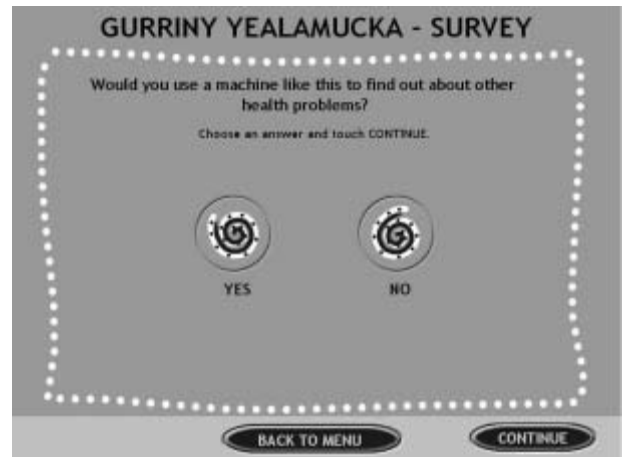 GURRINY YEALAMUCKA - SURVEY
Would you use a machine like this to find out about other
health problems?
Choose an answer and touch CONTINUE.
YES NO
BACK TO MENU CONTINUE